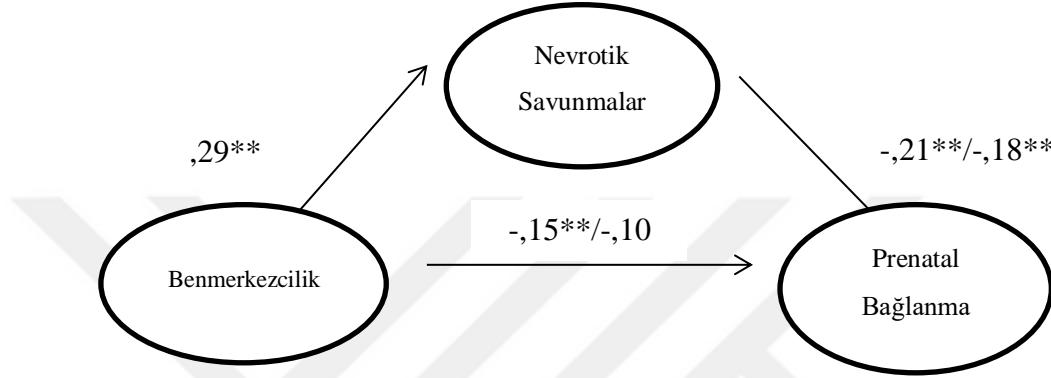 Nevrotik
Savunmalar
,29**
-,21**/-,18**
-,15**/-,10
Benmerkezcilik
Prenatal
Bağlanma